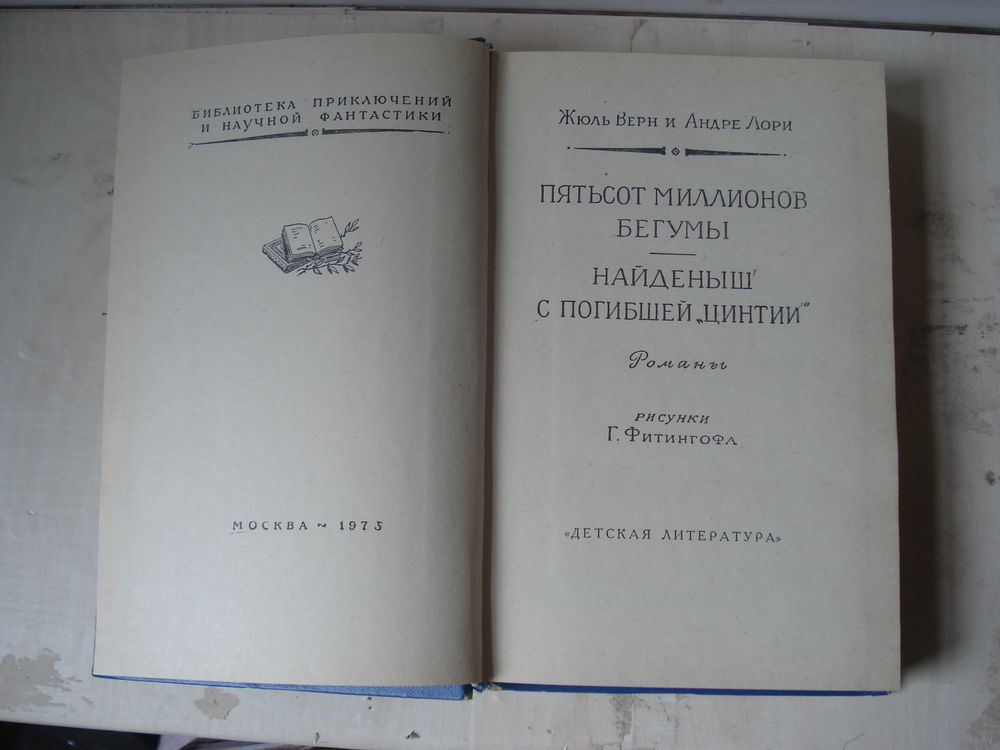 БИБЛИОТЕКА ПРИКЛЮЧЕНИЙ
И НАУЧНОЙ ФАНТАСТИКИ
МОСКВА ~ 1975
ЖЮЛЬ ВЕРН И АНДРЕ ЛОРИ
ПЯТЬСОТ МИЛЛИОНОВ
БЕГУМЫ
НАЙДЕНЫШ
С ПОГИБШЕЙ „ЦИНТИИ"
Романы
РИСУНКИ
Г. ФИТИНГОФА
«ДЕТСКАЯ ЛИТЕРАТУРА»